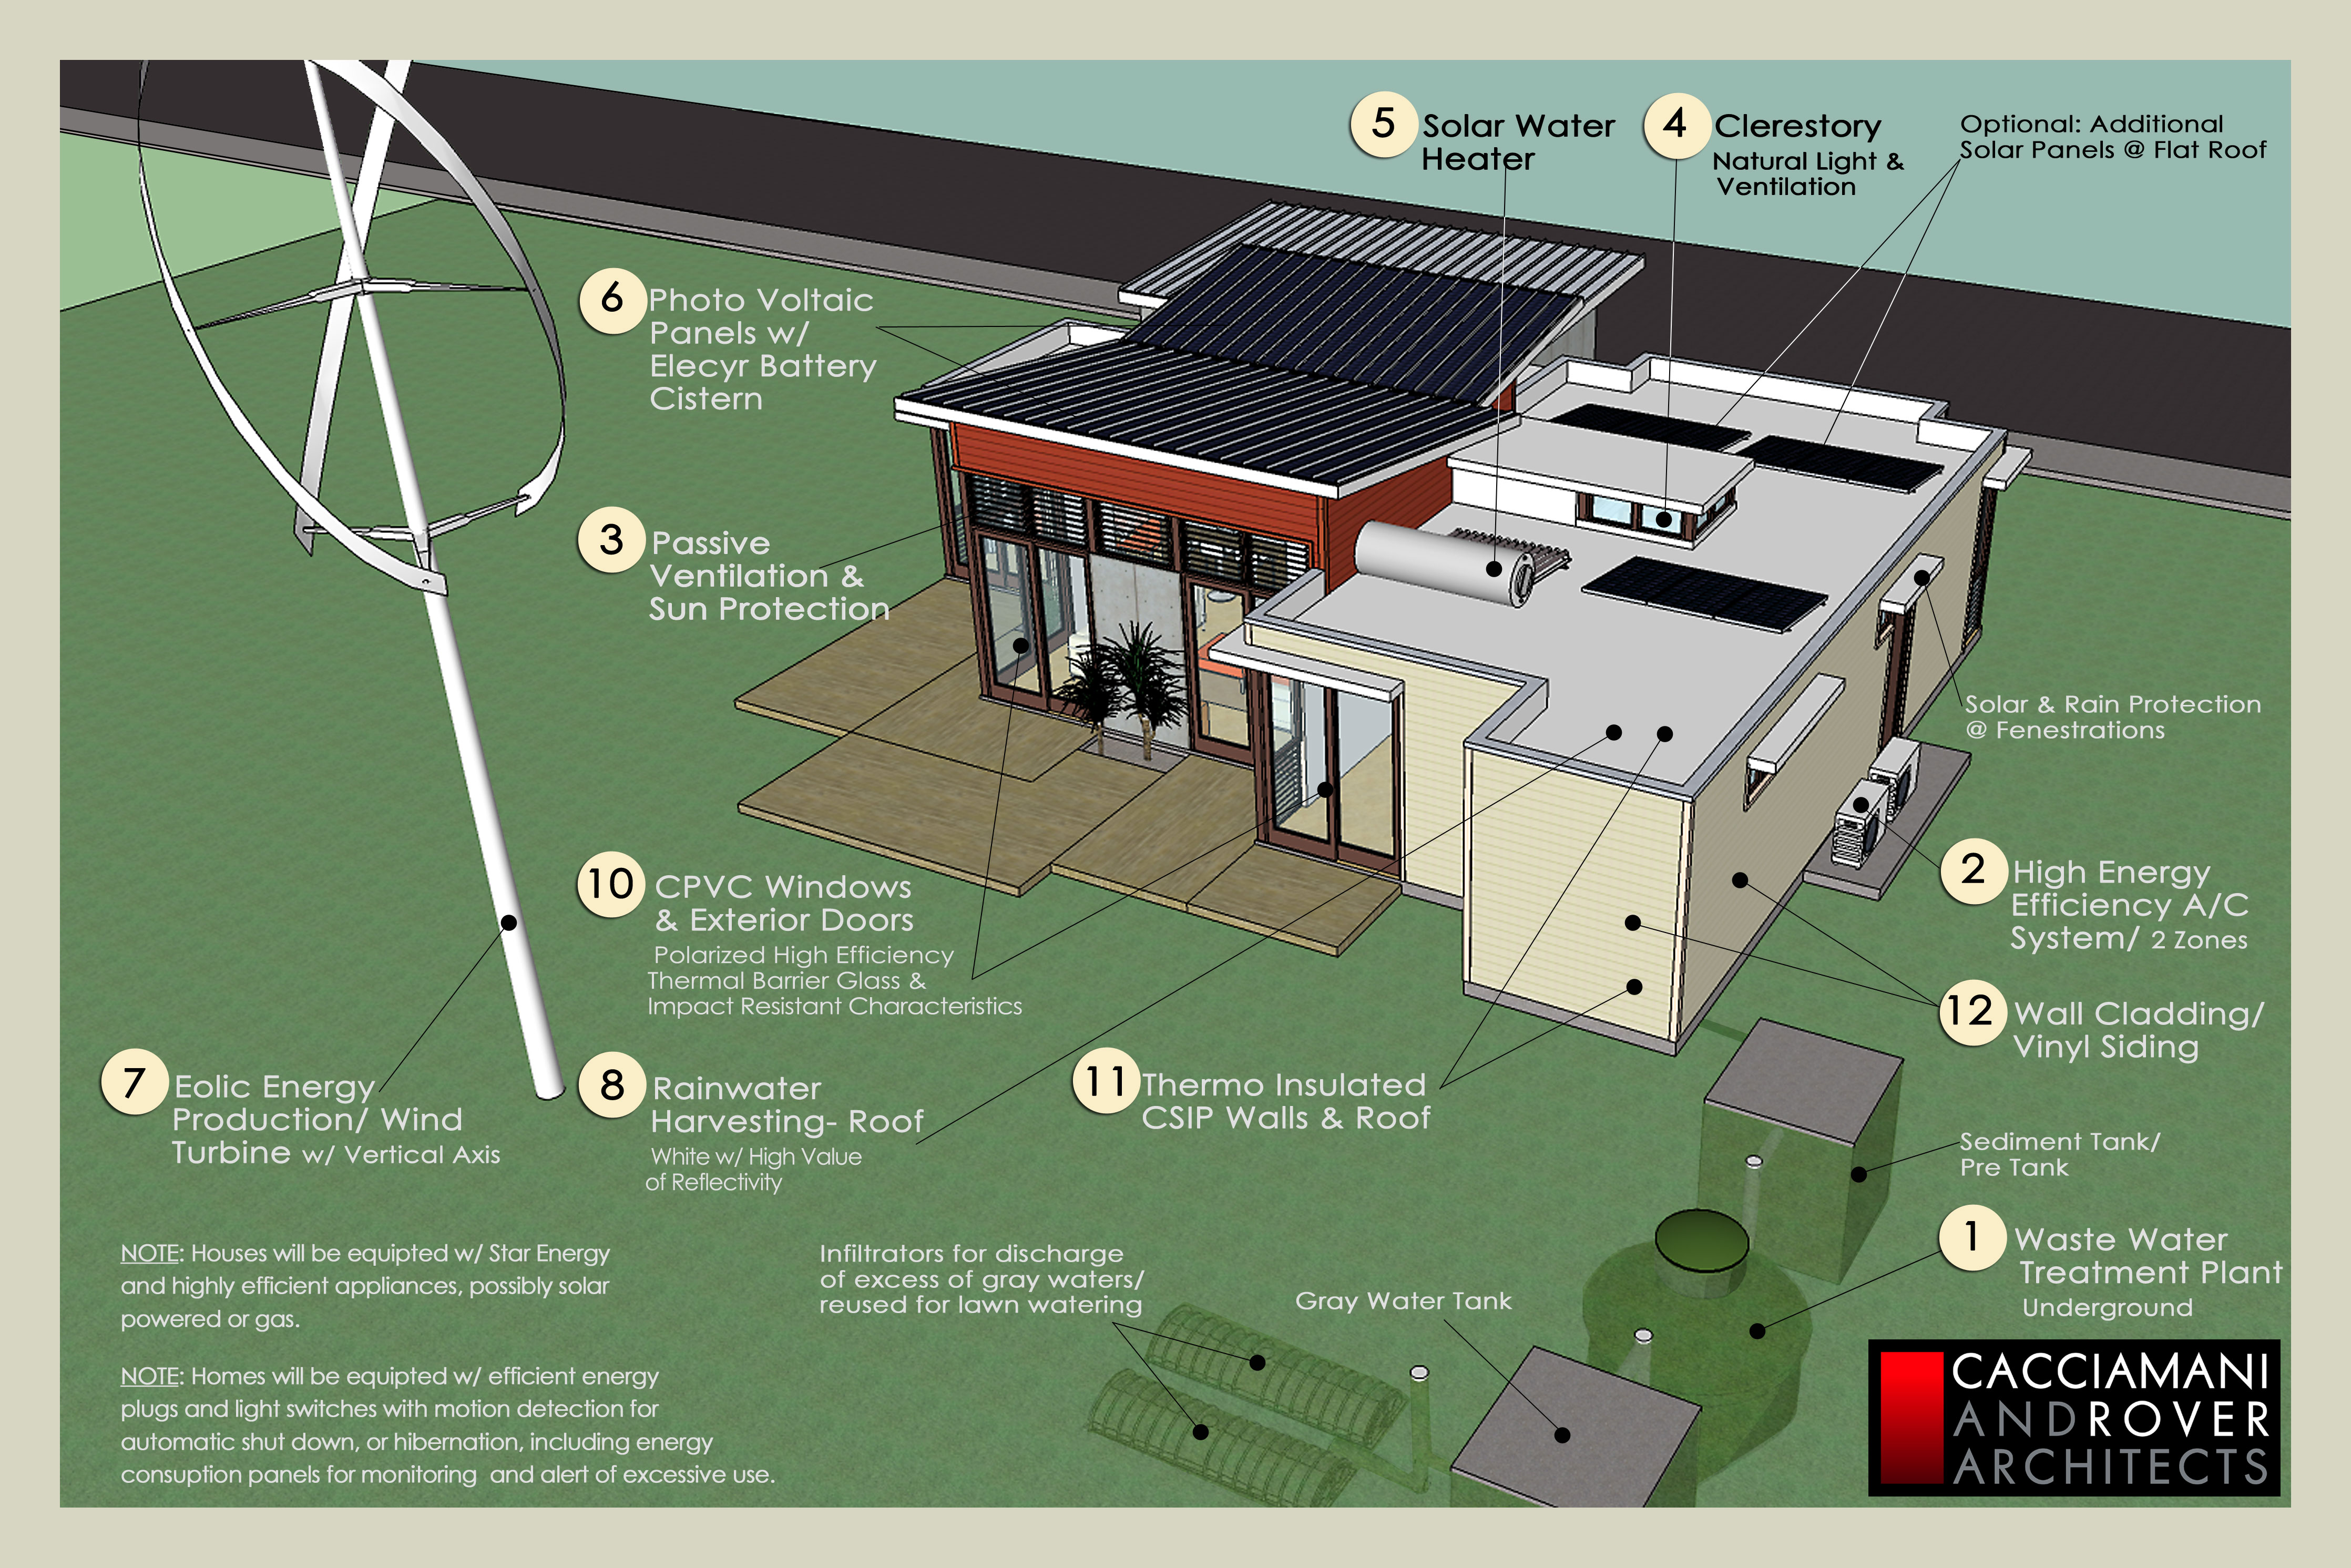 5 Solar Water
Heater
4 Clerestory
Natural Light &
Ventilation
Optional: Additional
Solar Panels @ Flat Roof
6 Photo Voltaic
Panels w/
Elecyr Battery
Cistern
3 Passive
Ventilation &
Sun Protection
Solar & Rain Protection
@ Fenestrations
10 CPVC Windows
& Exterior Doors
Polarized High Efficiency
Thermal Barrier Glass &
Impact Resistant Characteristics
2 High Energy
Efficiency A/C
System/ 2 Zones
12 Wall Cladding/
Vinyl Siding
7 Eolic Energy
Production/ Wind
Turbine w/ Vertical Axis
8 Rainwater
Harvesting- Roof
White w/ High Value
of Reflectivity
11 Thermo Insulated
CSIP Walls & Roof
Sediment Tank/
Pre Tank
1 Waste Water
Treatment Plant
Underground
NOTE: Houses will be equipted w/ Star Energy
and highly efficient appliances, possibly solar
powered or gas.
Infiltrators for discharge
of excess of gray waters/
reused for lawn watering
Gray Water Tank
NOTE: Homes will be equipted w/ efficient energy
plugs and light switches with motion detection for
automatic shut down, or hibernation, including energy
consuption panels for monitoring and alert of excessive use.
CACCIAMANI
ANDROVER
ARCHITECTS